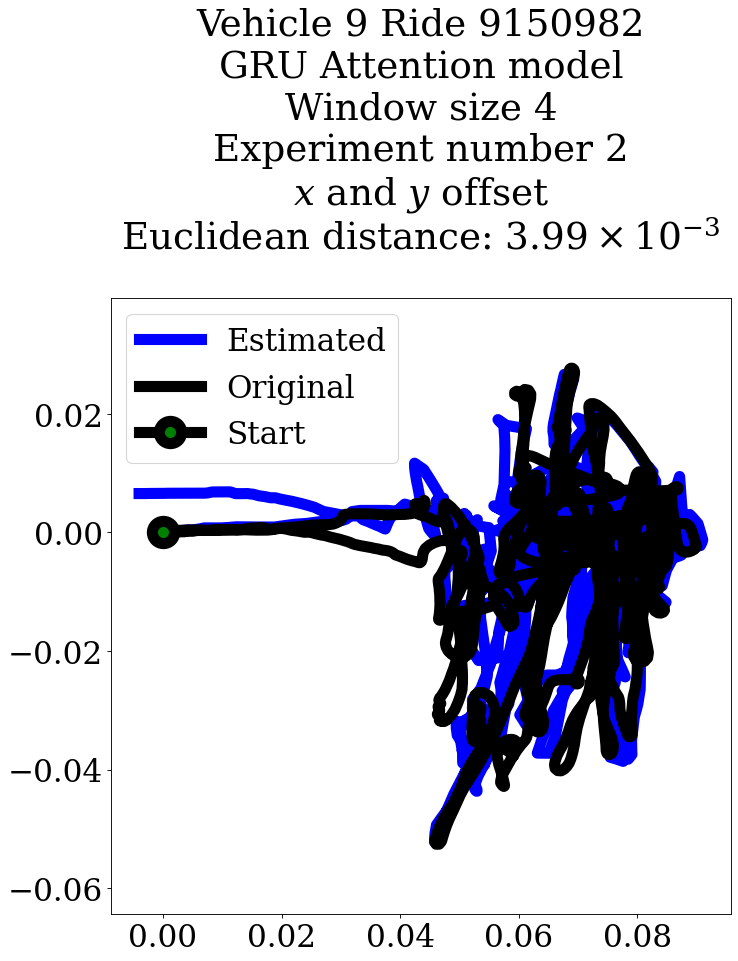 Vehicle 9 Ride 9150982
GRU Attention model
Window size 4
Experiment number 2
x and y offset
Euclidean distance: 3.99 × 10⁻³
Estimated
Original
Start
0.02
0.00
−0.02
−0.04
−0.06
0.00 0.02 0.04 0.06 0.08